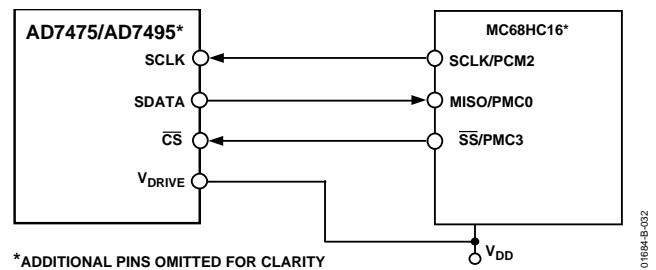 AD7475/AD7495*
SCLK
SDATA
CS
VDRIVE
MC68HC16*
SCLK/PCM2
MISO/PMC0
SS/PMC3
VDD
*ADDITIONAL PINS OMITTED FOR CLARITY
01684-B-032